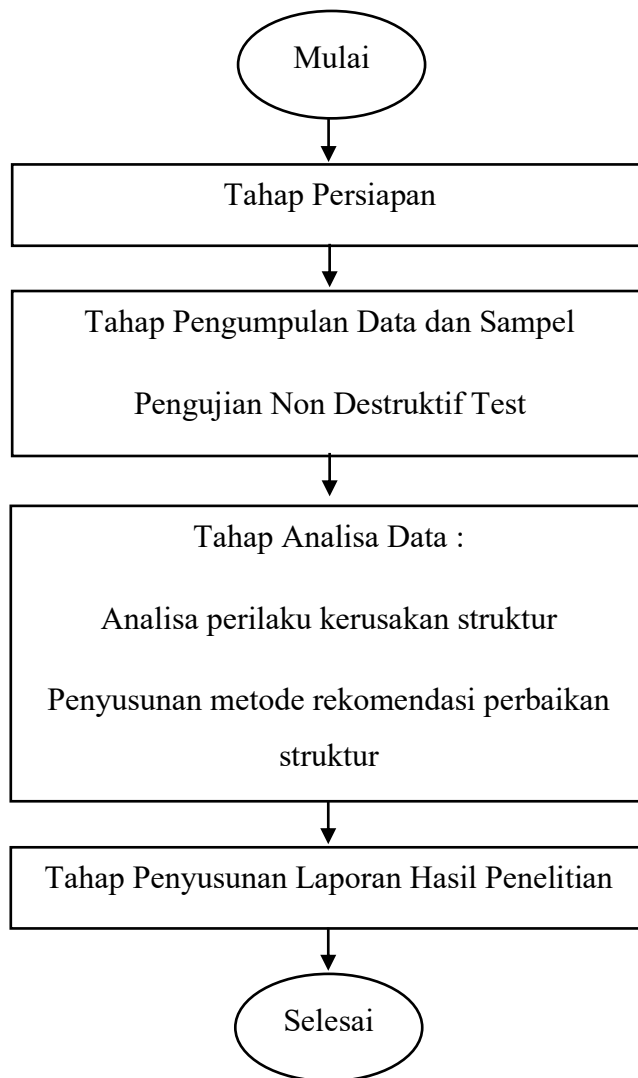 Mulai
Tahap Persiapan
Tahap Pengumpulan Data dan Sampel
Pengujian Non Destruktif Test
Tahap Analisa Data :
Analisa perilaku kerusakan struktur
Penyusunan metode rekomendasi perbaikan
struktur
Tahap Penyusunan Laporan Hasil Penelitian
Selesai